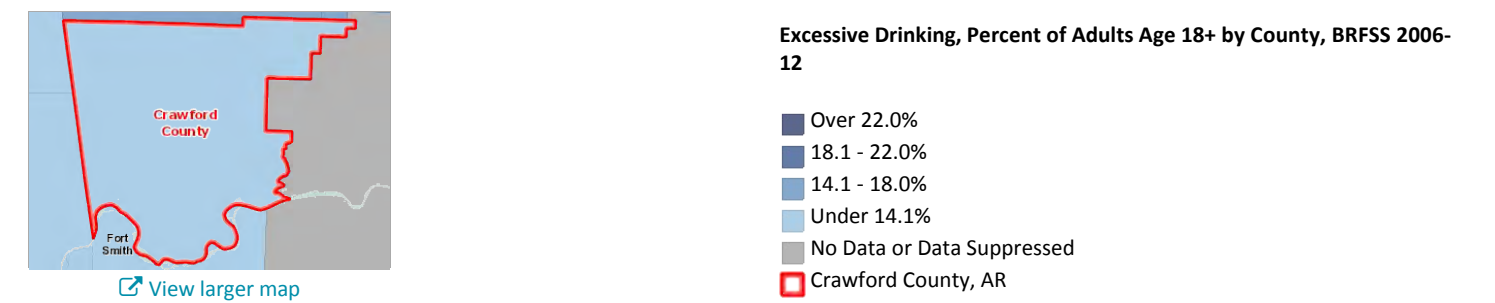 Crawford
County
Fort
Smith
View larger map
Excessive Drinking, Percent of Adults Age 18+ by County, BRFSS 2006-
12
Over 22.0%
18.1 - 22.0%
14.1 - 18.0%
Under 14.1%
No Data or Data Suppressed
Crawford County, AR